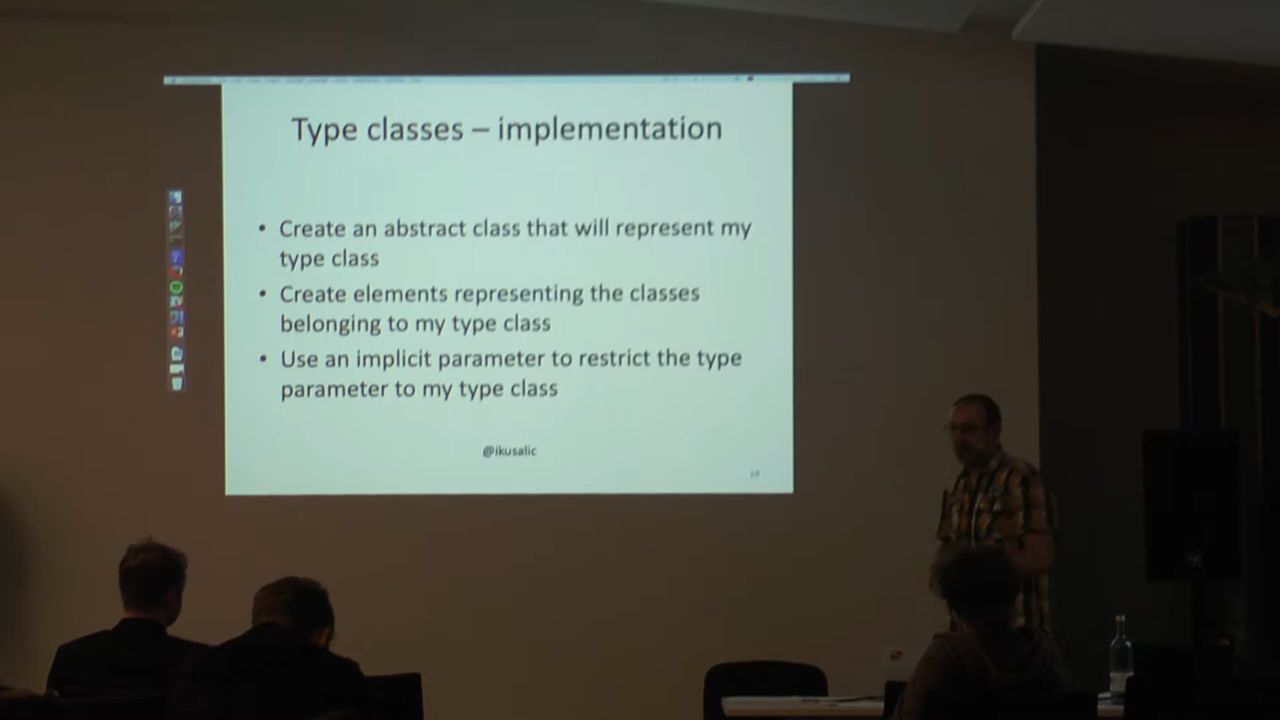 Type classes – implementation
• Create an abstract class that will represent my
type class
• Create elements representing the classes
belonging to my type class
• Use an implicit parameter to restrict the type
parameter to my type class
@ikusalic